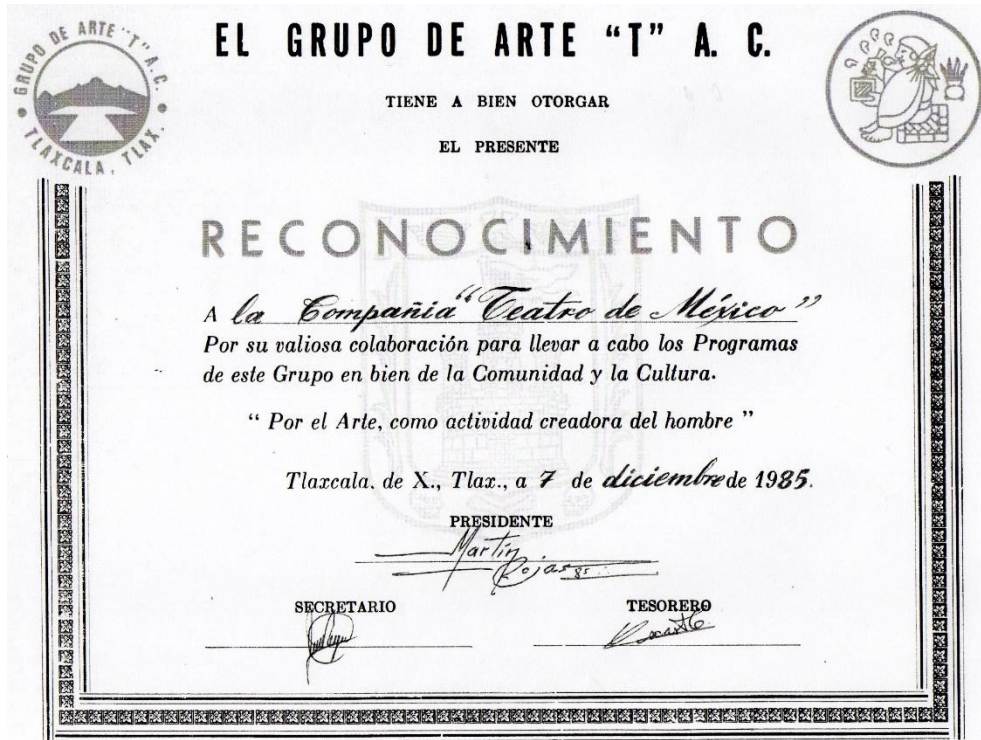 GRUPO DE ARTE "T" A. C.
TLAXCALA, TLAX.
EL GRUPO DE ARTE “T” A. C.
TIENE A BIEN OTORGAR
EL PRESENTE
RECONOCIMIENTO
A la Compañia “Teatro de México”
Por su valiosa colaboración para llevar a cabo los Programas
de este Grupo en bien de la Comunidad y la Cultura.
“ Por el Arte, como actividad creadora del hombre ”
Tlaxcala. de X., Tlax., a 7 de diciembre de 1985.
PRESIDENTE
Martín
Rojas 85
SECRETARIO
TESORERO